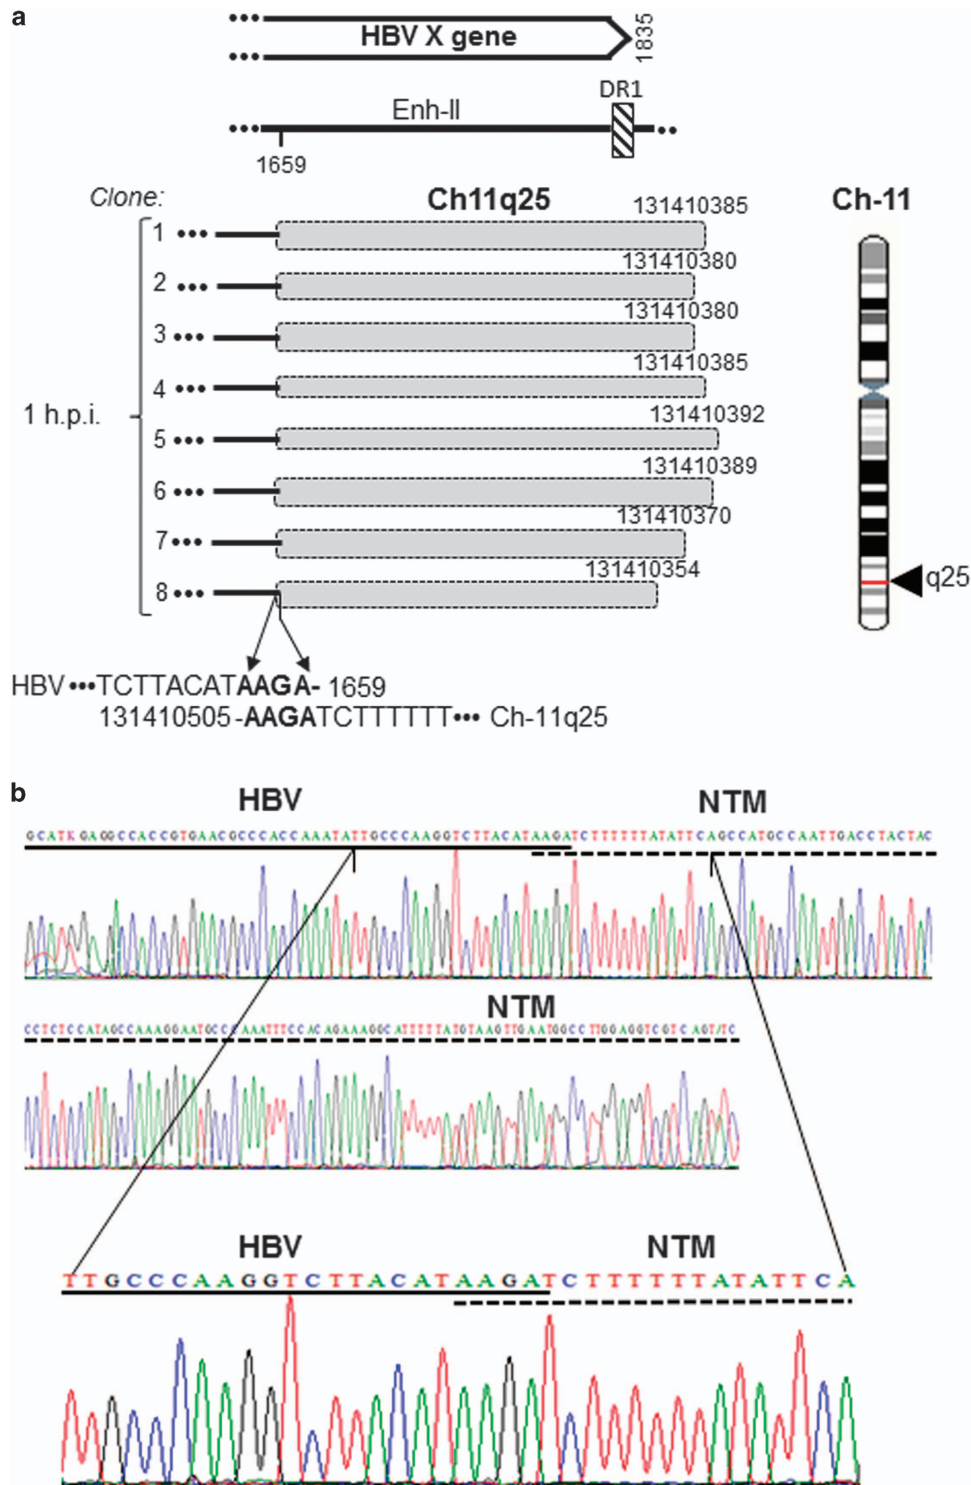 a
HBV X gene
1835
DR1
Enh-II
1659
Clone:
Ch11q25
Ch-11
131410385
1
131410380
2
131410380
3
131410385
4
131410392
5
1 h.p.i.
131410389
6
131410370
7
131410354
8
q25
HBV •••TCTTACATAAGA- 1659
131410505 -AAGATCTTTTTT••• Ch-11q25
b
HBV
NTM
GCATKGAGGCCACCGTGAACGCCCACCAAATATTGCCCAAGGTCTTACATAAGATCTTTTTTATATTCAGCCATGCCAATTGACCTACTAC
NTM
HBV
NTM
TTGCCCAAGGTCTTACATAAGATCTTTTTTATATTCA